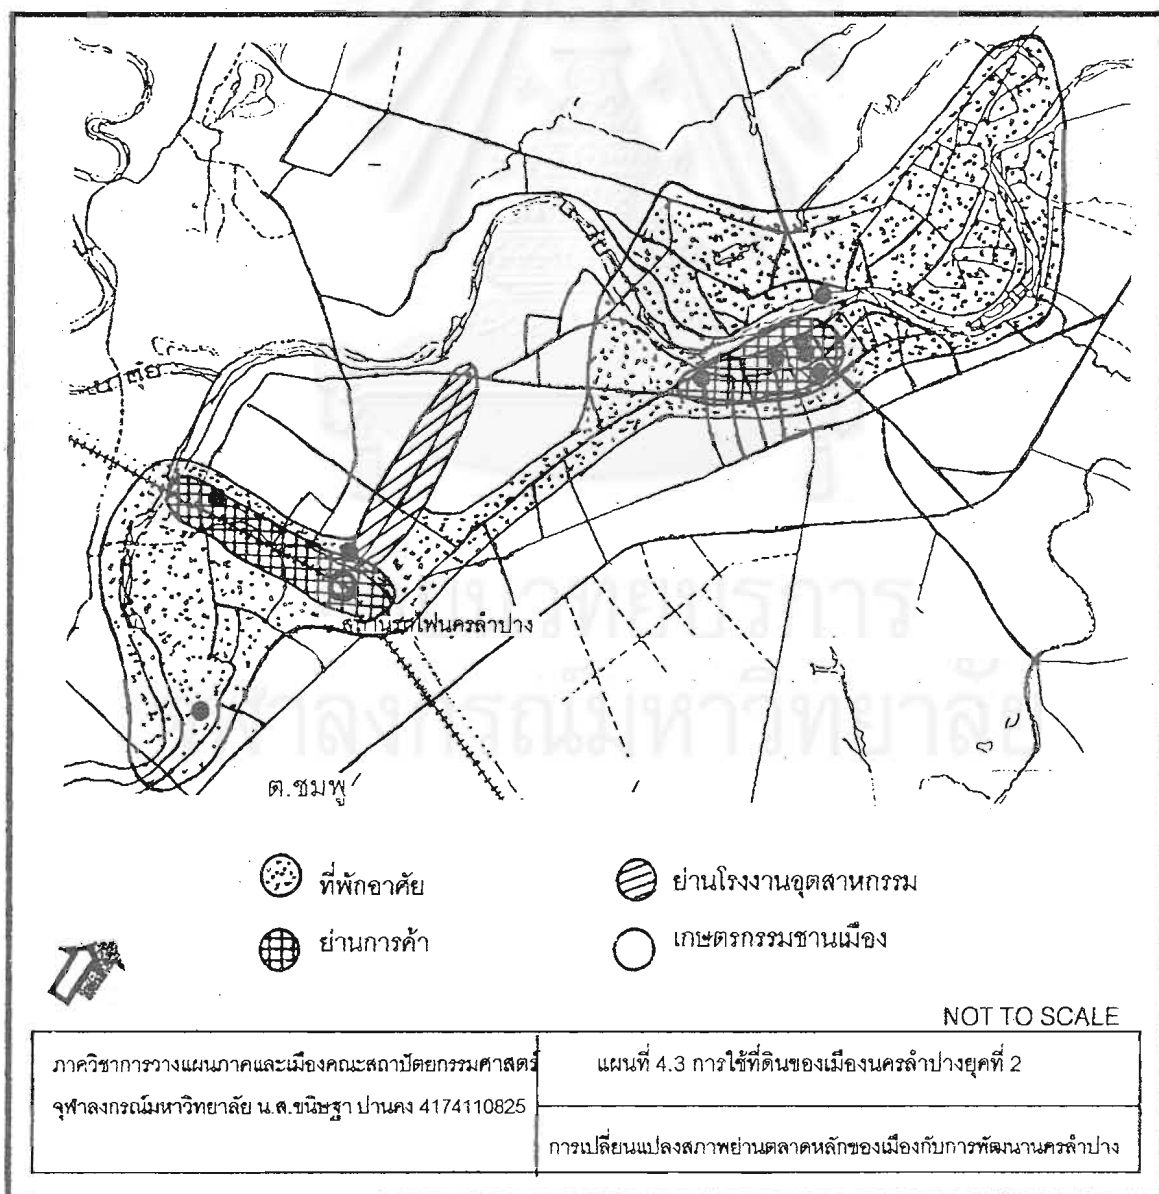 สถานีรถไฟนครลำปาง
ต.ชมพู
ที่พักอาศัย
ย่านโรงงานอุตสาหกรรม
ย่านการค้า
เกษตรกรรมชานเมือง
NOT TO SCALE
ภาควิชาการวางแผนภาคและเมืองคณะสถาปัตยกรรมศาสตร์
จุฬาลงกรณ์มหาวิทยาลัย น.ส.ขนิษฐา ปานคง 4174110825
แผนที่ 4.3 การใช้ที่ดินของเมืองนครลำปางยุคที่ 2
การเปลี่ยนแปลงสภาพย่านตลาดหลักของเมืองกับการพัฒนานครลำปาง